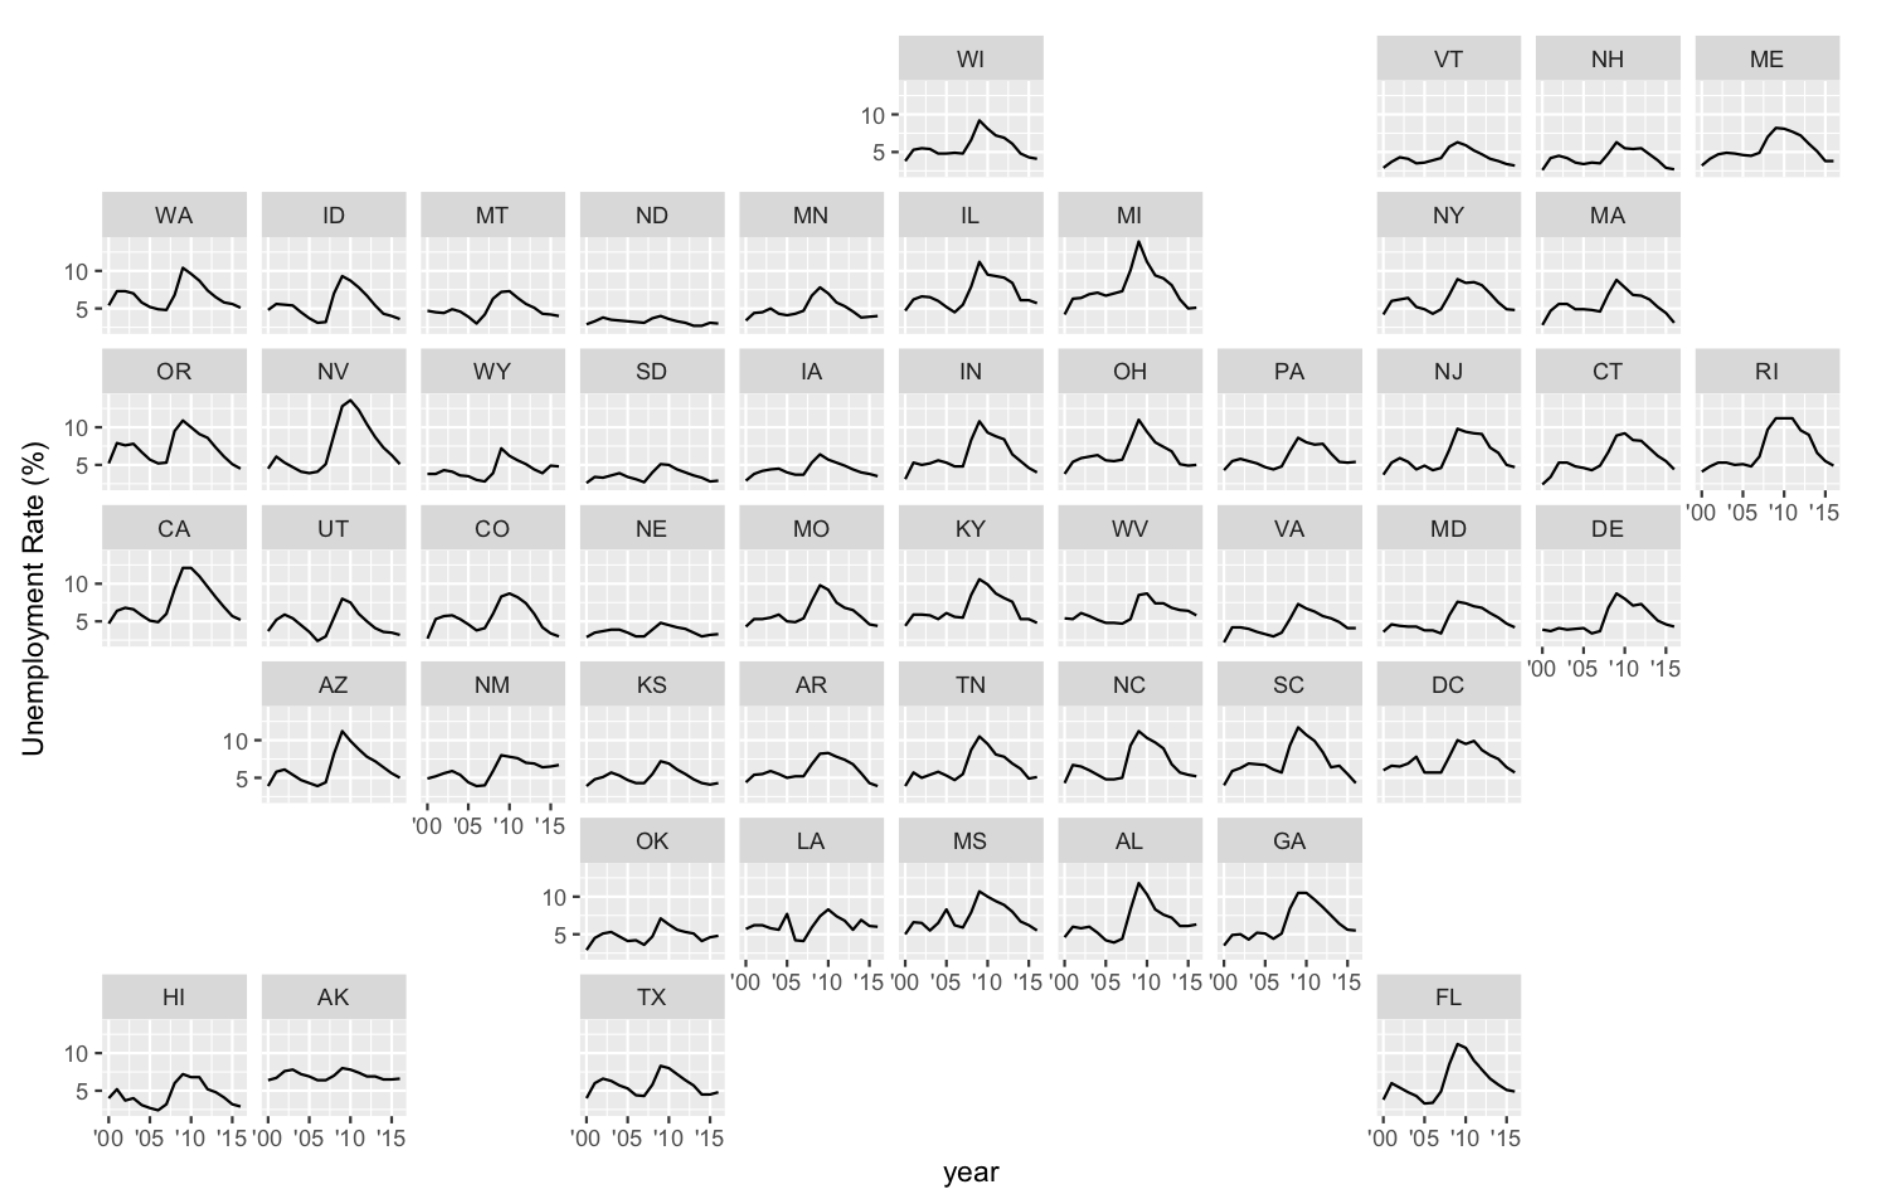 WI VT NH ME
10
5
WA ID MT ND MN IL MI NY MA
10
5
OR NV WY SD IA IN OH PA NJ CT RI
10
5
'00 '05 '10 '15
CA UT CO NE MO KY WV VA MD DE
10
5
'00 '05 '10 '15
AZ NM KS AR TN NC SC DC
10
5
'00 '05 '10 '15
OK LA MS AL GA
10
5
'00 '05 '10 '15 '00 '05 '10 '15 '00 '05 '10 '15 '00 '05 '10 '15
HI AK TX FL
10
5
'00 '05 '10 '15 '00 '05 '10 '15 '00 '05 '10 '15 '00 '05 '10 '15
year
Unemployment Rate (%)